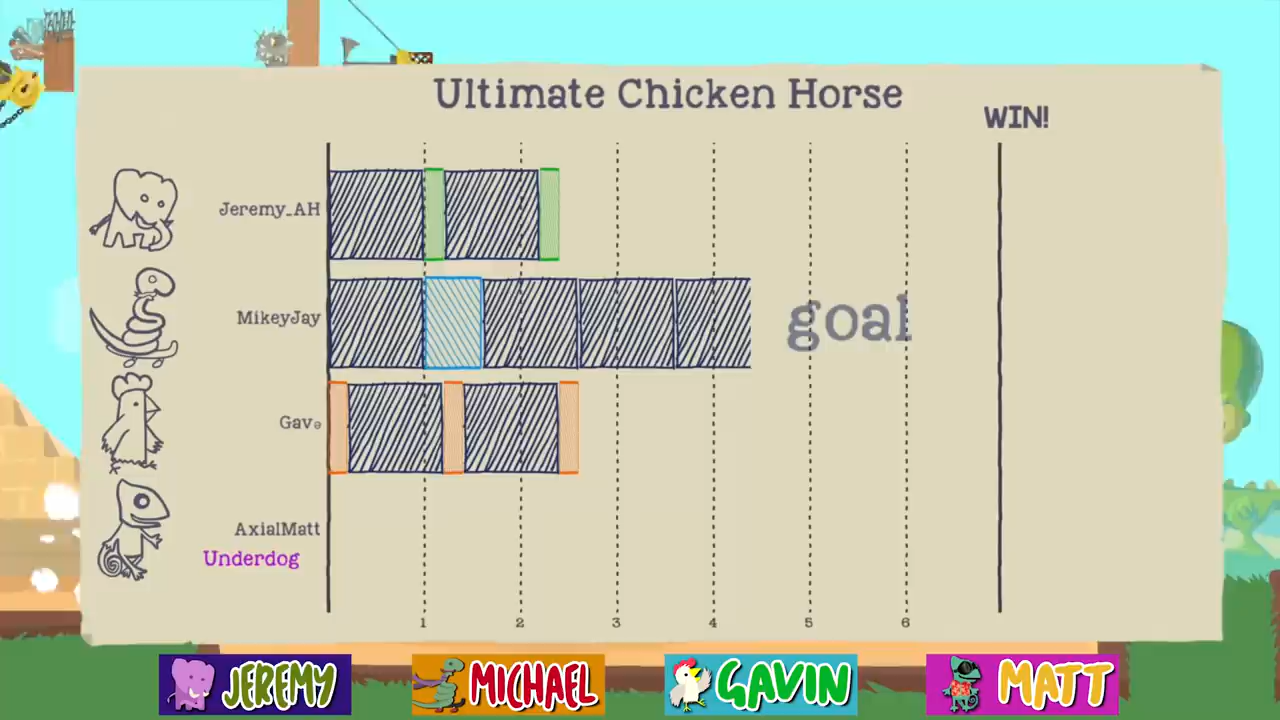 Ultimate Chicken Horse
WIN!
Jeremy_AH
MikeyJay
goal
Gave
AxialMatt
Underdog
1 2 3 4 5 6
JEREMY MICHAEL GAVIN MATT